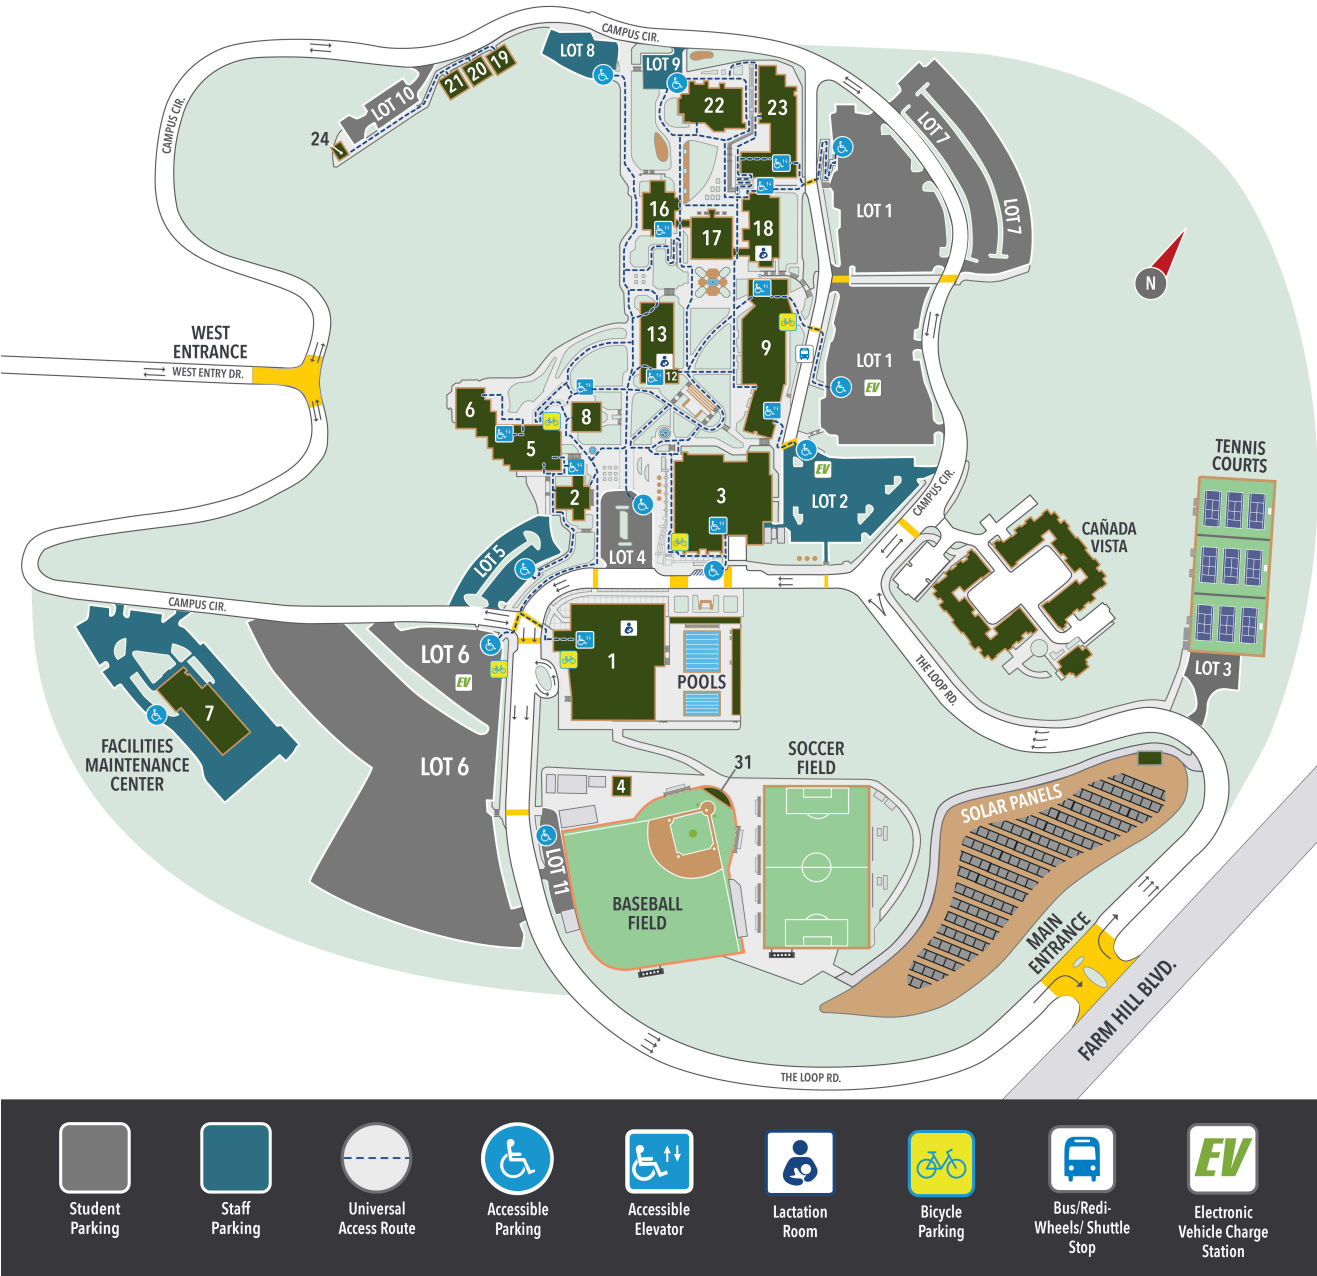 CAMPUS CIR.
LOT 8
LOT 9
19
20
21
LOT 10
24
CAMPUS CIR.
22
23
LOT 7
LOT 7
LOT 1
16
17
18
N
13
12
9
LOT 1
EV
WEST
ENTRANCE
WEST ENTRY DR.
6
5
8
2
3
EV
LOT 2
LOT 4
LOT 5
CAMPUS CIR.
TENNIS
COURTS
CAÑADA
VISTA
LOT 3
CAMPUS CIR.
LOT 6
EV
LOT 6
1
POOLS
THE LOOP RD.
7
FACILITIES
MAINTENANCE
CENTER
4
31
SOCCER
FIELD
LOT 11
BASEBALL
FIELD
SOLAR PANELS
MAIN
ENTRANCE
FARM HILL BLVD.
THE LOOP RD.
Student
Parking
Staff
Parking
Universal
Access Route
Accessible
Parking
Accessible
Elevator
Lactation
Room
Bicycle
Parking
Bus/Redi-
Wheels/ Shuttle
Stop
EV
Electronic
Vehicle Charge
Station